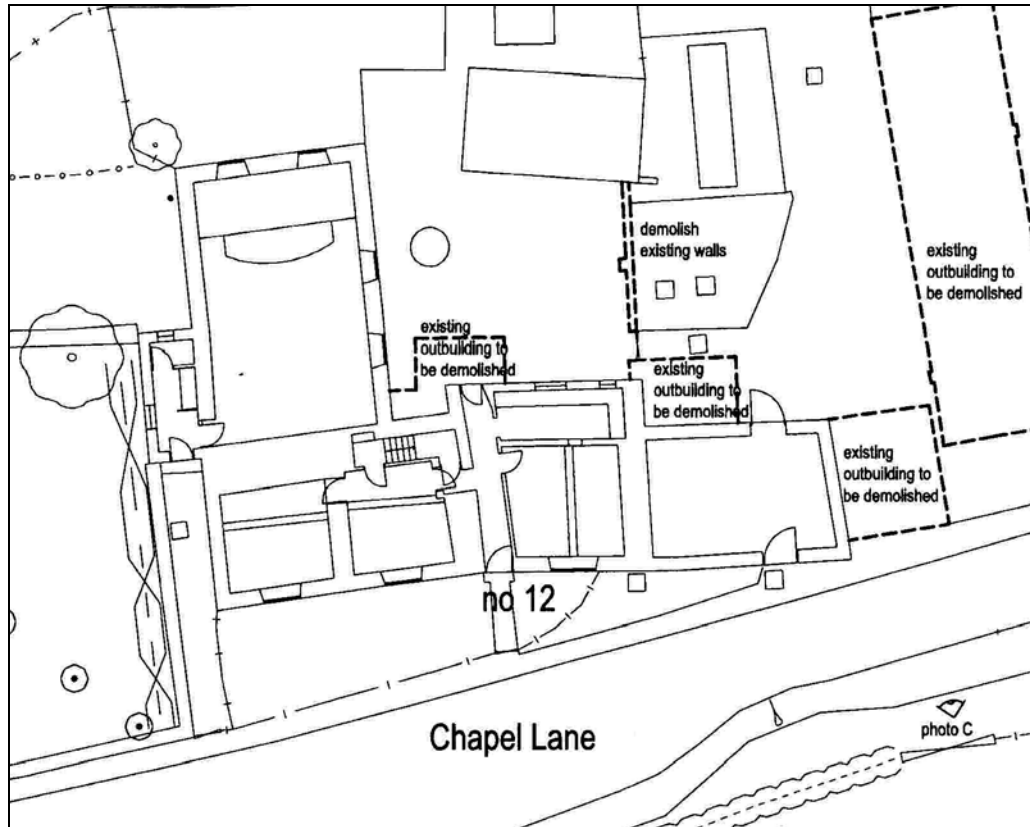 demolish
existing walls
existing
outbuilding to
be demolished
existing
outbuilding to
be demolished
existing
outbuilding to
be demolished
existing
outbuilding to
be demolished
no 12
Chapel Lane
photo C